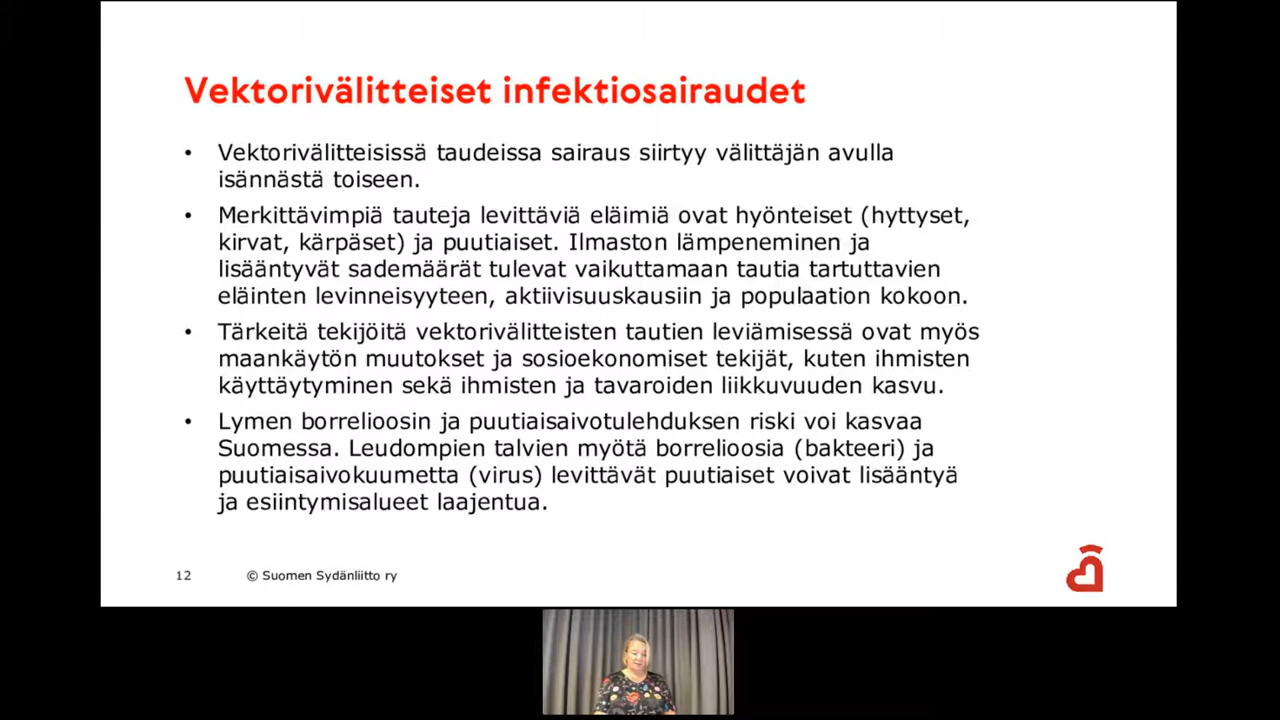 Vektorivälitteiset infektiosairaudet
• Vektorivälitteisissä taudeissa sairaus siirtyy välittäjän avulla
isännästä toiseen.
• Merkittävimpiä tauteja levittäviä eläimiä ovat hyönteiset (hyttyset,
kirvat, kärpäset) ja puutiaiset. Ilmaston lämpeneminen ja
lisääntyvät sademäärät tulevat vaikuttamaan tautia tartuttavien
eläinten levinneisyyteen, aktiivisuuskausiin ja populaation kokoon.
• Tärkeitä tekijöitä vektorivälitteisten tautien leviämisessä ovat myös
maankäytön muutokset ja sosioekonomiset tekijät, kuten ihmisten
käyttäytyminen sekä ihmisten ja tavaroiden liikkuvuuden kasvu.
• Lymen borrelioosin ja puutiaisaivotulehduksen riski voi kasvaa
Suomessa. Leudompien talvien myötä borrelioosia (bakteeri) ja
puutiaisaivokuumetta (virus) levittävät puutiaiset voivat lisääntyä
ja esiintymisalueet laajentua.
12 © Suomen Sydänliitto ry